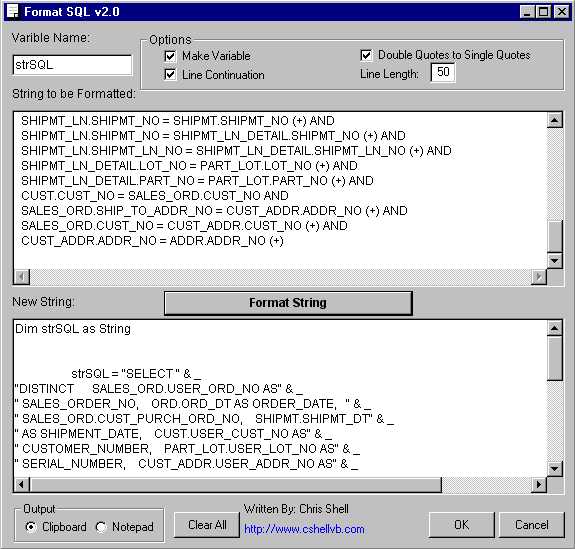 Format SQL v2.0
Varible Name:
strSQL
Options
Make Variable
Double Quotes to Single Quotes
Line Continuation
Line Length: 50
String to be Formatted:
SHIPMT_LN.SHIPMT_NO = SHIPMT.SHIPMT_NO (+) AND
SHIPMT_LN.SHIPMT_NO = SHIPMT_LN_DETAIL.SHIPMT_NO (+) AND
SHIPMT_LN.SHIPMT_LN_NO = SHIPMT_LN_DETAIL.SHIPMT_LN_NO (+) AND
SHIPMT_LN_DETAIL.LOT_NO = PART_LOT.LOT_NO (+) AND
SHIPMT_LN_DETAIL.PART_NO = PART_LOT.PART_NO (+) AND
CUST.CUST_NO = SALES_ORD.CUST_NO AND
SALES_ORD.SHIP_TO_ADDR_NO = CUST_ADDR.ADDR_NO (+) AND
SALES_ORD.CUST_NO = CUST_ADDR.CUST_NO (+) AND
CUST_ADDR.ADDR_NO = ADDR.ADDR_NO (+)
New String:
Format String
Dim strSQL as String
strSQL = "SELECT " & _
"DISTINCT SALES_ORD.USER_ORD_NO AS" & _
" SALES_ORDER_NO, ORD.ORD_DT AS ORDER_DATE, " & _
" SALES_ORD.CUST_PURCH_ORD_NO, SHIPMT.SHIPMT_DT" & _
" AS SHIPMENT_DATE, CUST.USER_CUST_NO AS" & _
" CUSTOMER_NUMBER, PART_LOT.USER_LOT_NO AS" & _
" SERIAL_NUMBER, CUST_ADDR.USER_ADDR_NO AS" & _
Output
Clipboard
Notepad
Clear All
Written By: Chris Shell
http://www.cshellvb.com
OK
Cancel